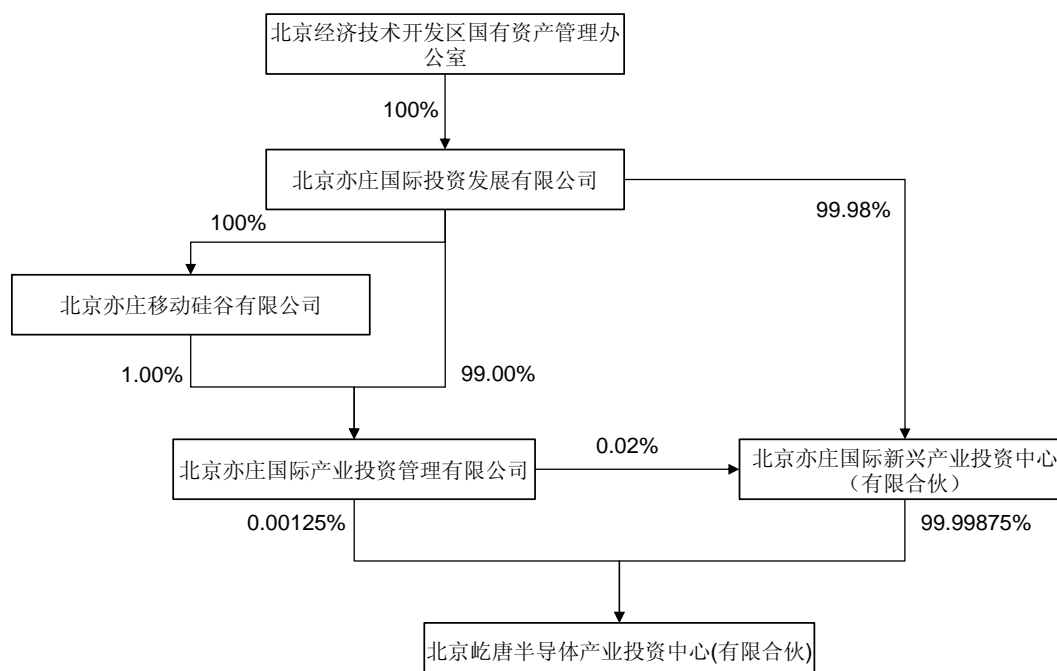 北京经济技术开发区国有资产管理办
公室
100%
北京亦庄国际投资发展有限公司
100%
99.98%
北京亦庄移动硅谷有限公司
1.00%
99.00%
北京亦庄国际产业投资管理有限公司
0.02%
北京亦庄国际新兴产业投资中心
（有限合伙）
0.00125%
99.99875%
北京屹唐半导体产业投资中心(有限合伙)